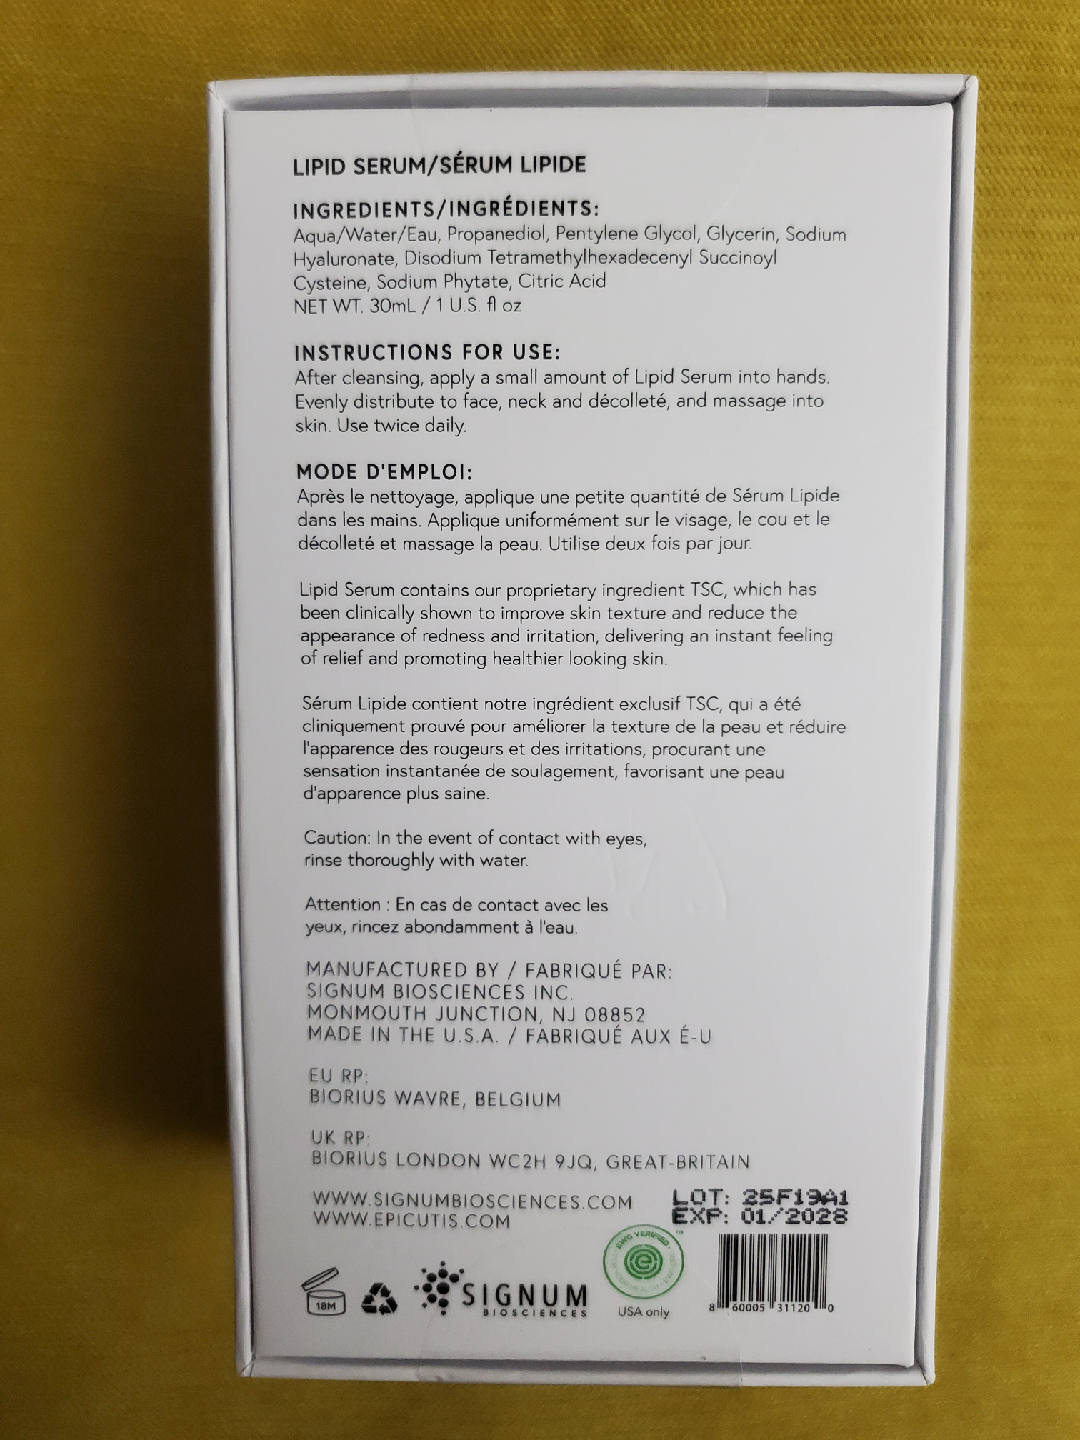 LIPID SERUM/SÉRUM LIPIDE
INGREDIENTS/INGRÉDIENTS:
Aqua/Water/Eau, Propanediol, Pentylene Glycol, Glycerin, Sodium
Hyaluronate, Disodium Tetramethylhexadecenyl Succinoyl
Cysteine, Sodium Phytate, Citric Acid
NET WT. 30mL / 1 U.S. fl oz
INSTRUCTIONS FOR USE:
After cleansing, apply a small amount of Lipid Serum into hands.
Evenly distribute to face, neck and décolleté, and massage into
skin. Use twice daily.
MODE D'EMPLOI:
Après le nettoyage, applique une petite quantité de Sérum Lipide
dans les mains. Applique uniformément sur le visage, le cou et le
décolleté et massage la peau. Utilise deux fois par jour.
Lipid Serum contains our proprietary ingredient TSC, which has
been clinically shown to improve skin texture and reduce the
appearance of redness and irritation, delivering an instant feeling
of relief and promoting healthier looking skin.
Sérum Lipide contient notre ingrédient exclusif TSC, qui a été
cliniquement prouvé pour améliorer la texture de la peau et réduire
l'apparence des rougeurs et des irritations, procurant une
sensation instantanée de soulagement, favorisant une peau
d'apparence plus saine.
Caution: In the event of contact with eyes,
rinse thoroughly with water.
Attention : En cas de contact avec les
yeux, rincez abondamment à l'eau.
MANUFACTURED BY / FABRIQUÉ PAR:
SIGNUM BIOSCIENCES INC.
MONMOUTH JUNCTION, NJ 08852
MADE IN THE U.S.A. / FABRIQUÉ AUX É-U
EU RP:
BIORIUS WAVRE, BELGIUM
UK RP:
BIORIUS LONDON WC2H 9JQ, GREAT-BRITAIN
WWW.SIGNUMBIOSCIENCES.COM
WWW.EPICUTIS.COM
LOT: 25F19A1
EXP: 01/2028
18M
SIGNUM
BIOSCIENCES
EWG VERIFIED
TM
USA only
8 60005 31120 0